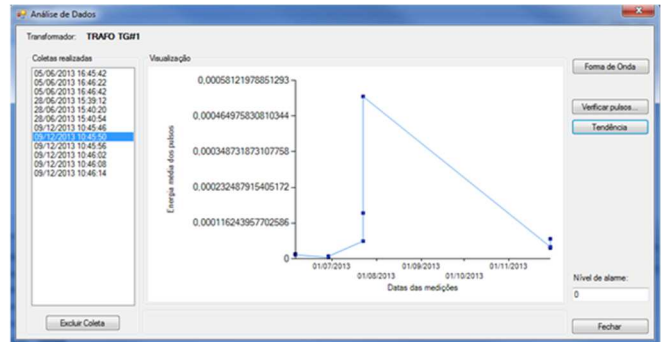 Análise de Dados
Transformador: TRAFO TG#1
Coletas realizadas
05/06/2013 16:45:42
05/06/2013 16:46:22
05/06/2013 16:46:42
28/06/2013 15:39:12
28/06/2013 15:40:20
28/06/2013 15:40:54
09/12/2013 10:45:46
09/12/2013 10:45:50
09/12/2013 10:45:56
09/12/2013 10:46:02
09/12/2013 10:46:08
09/12/2013 10:46:14
Excluir Coleta
Visualização
Energia média dos pulsos
0,00058121978851293
0,000464975830810344
0,000348731873107758
0,000232487915405172
0,000116243957702586
0
01/07/2013
01/08/2013
01/09/2013
01/10/2013
01/11/2013
Datas das medições
Forma de Onda
Verificar pulsos...
Tendência
Nível de alarme:
0
Fechar